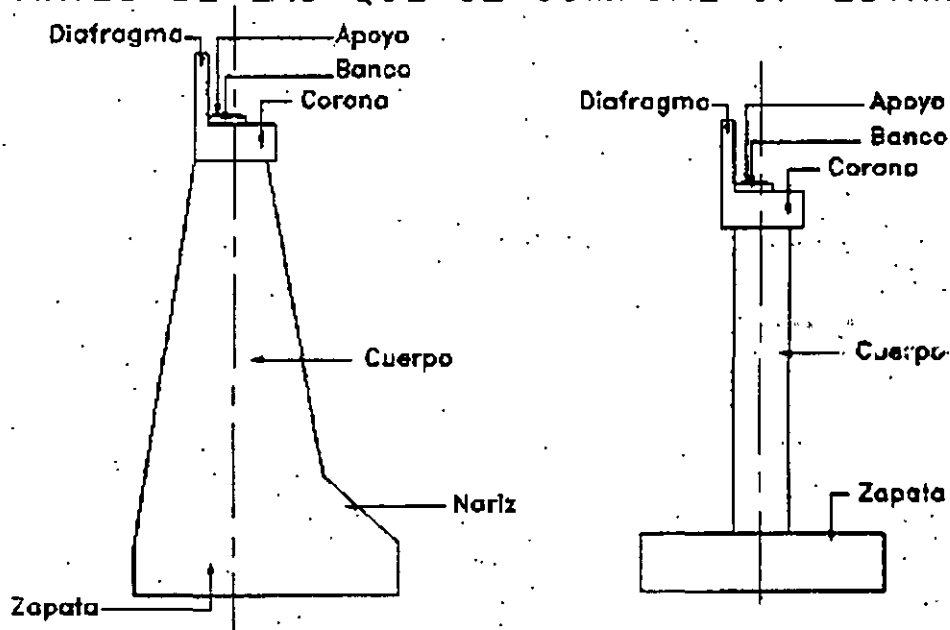 Diafragma
Apoyo
Banco
Corona
Cuerpo
Nariz
Zapata
Diafragma
Apoyo
Banco
Corona
Cuerpo
Zapata